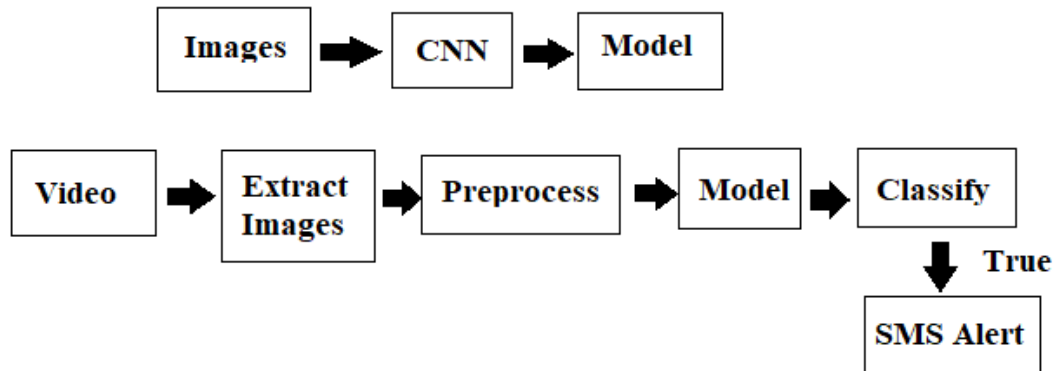 Images
CNN
Model
Video
Extract
Images
Preprocess
Model
Classify
True
SMS Alert